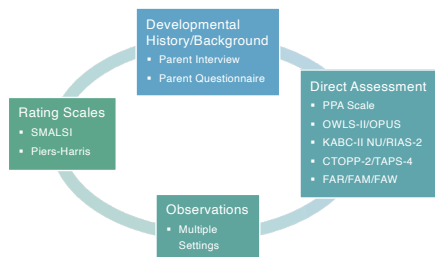 Developmental
History/Background
▪ Parent Interview
▪ Parent Questionnaire
Direct Assessment
▪ PPA Scale
▪ OWLS-II/OPUS
▪ KABC-II NU/RIAS-2
▪ CTOPP-2/TAPS-4
▪ FAR/FAM/FAW
Rating Scales
▪ SMALSI
▪ Piers-Harris
Observations
▪ Multiple
Settings